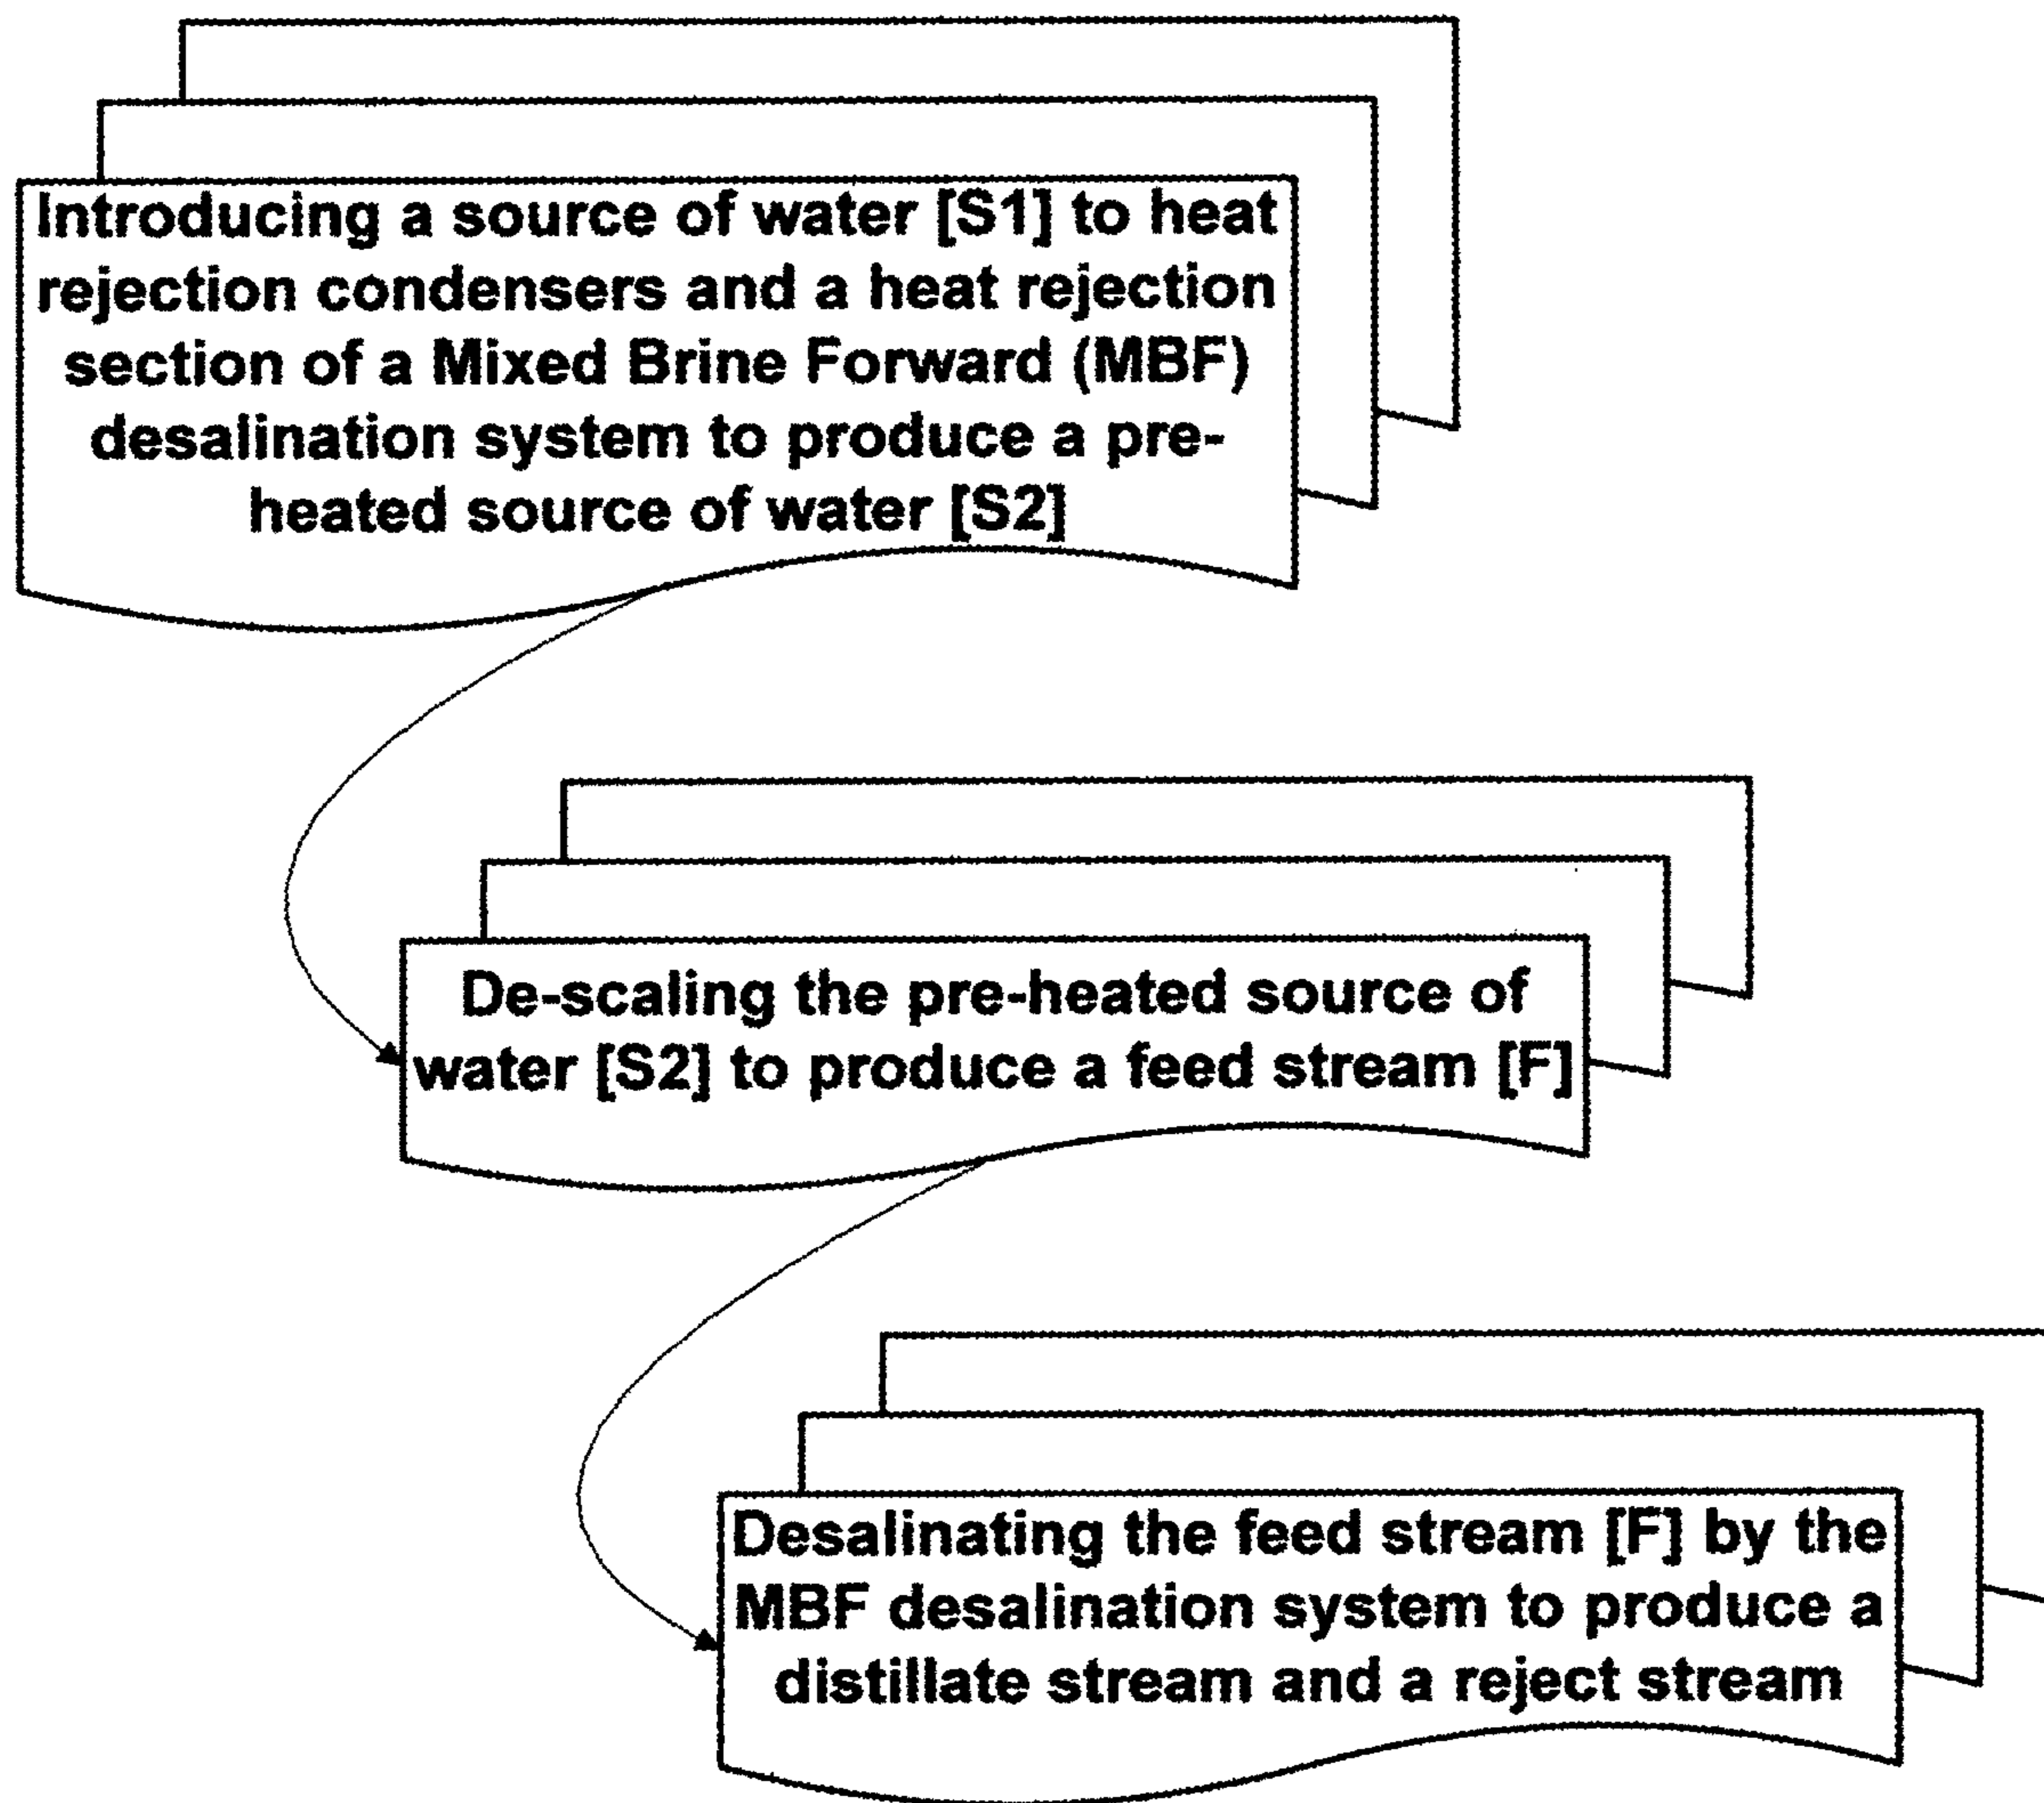 Introducing a source of water [S1] to heat
rejection condensers and a heat rejection
section of a Mixed Brine Forward (MBF)
desalination system to produce a pre-
heated source of water [S2]
De-scaling the pre-heated source of
water [S2] to produce a feed stream [F]
Desalinating the feed stream [F] by the
MBF desalination system to produce a
distillate stream and a reject stream